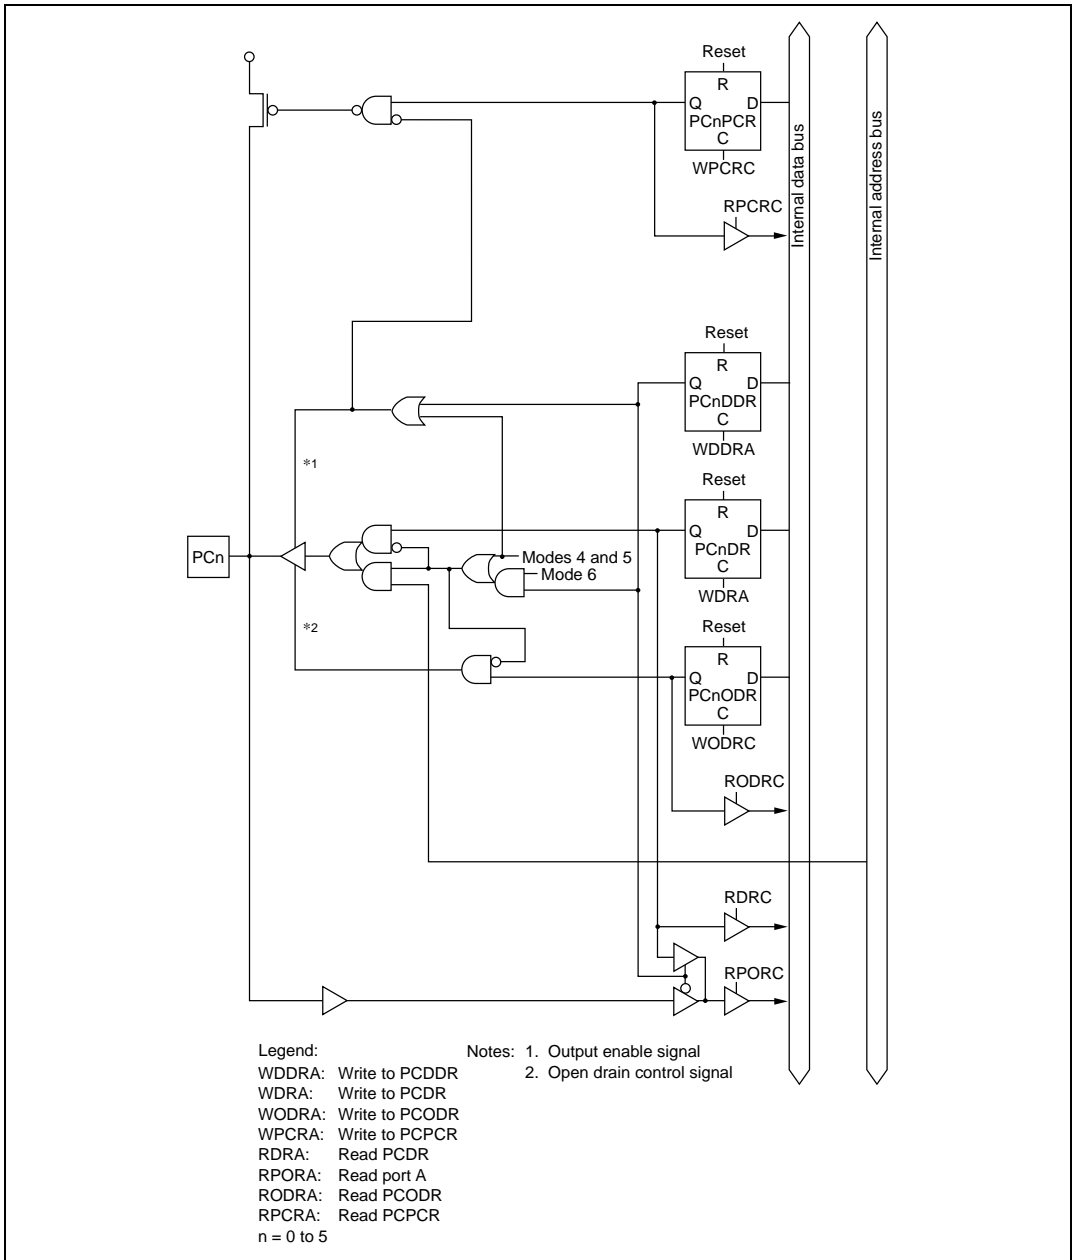 Reset
R
Q D
PCnPCR
C
WPCRC
RPCRC
Internal data bus
Internal address bus
Reset
R
Q D
PCnDDR
C
WDDRA
*1
Reset
R
Q D
PCnDR
C
WDRA
PCn
Modes 4 and 5
Mode 6
*2
Reset
R
Q D
PCnODR
C
WODRC
RODRC
RDRC
RPORC
Legend:
WDDRA: Write to PCDDR
WDRA: Write to PCDR
WODRA: Write to PCODR
WPCRA: Write to PCPCR
RDRA: Read PCDR
RPORA: Read port A
RODRA: Read PCODR
RPCRA: Read PCPCR
n = 0 to 5
Notes: 1. Output enable signal
2. Open drain control signal